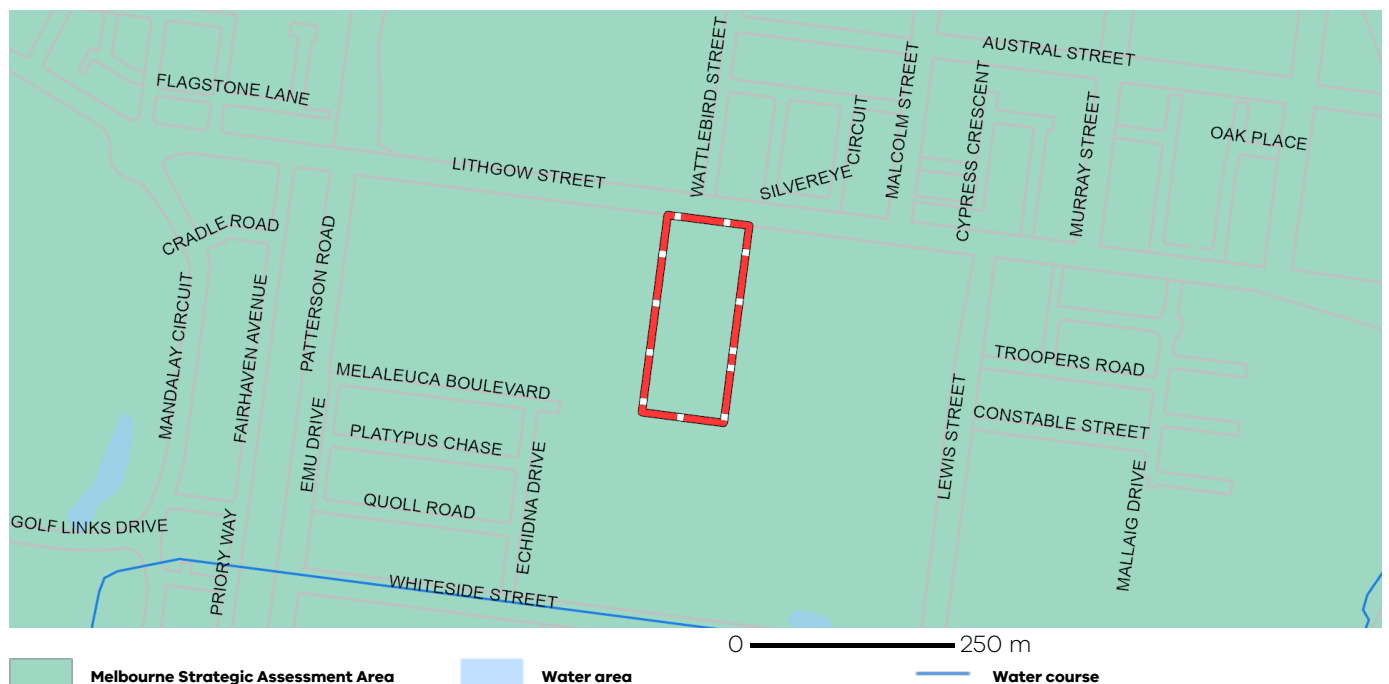 WATTLEBIRD STREET
AUSTRAL STREET
FLAGSTONE LANE
MALCOLM STREET
CYPRESS CRESCENT
MURRAY STREET
OAK PLACE
LITHGOW STREET
SILVEREYE CIRCUIT
CRADLE ROAD
PATTERSON ROAD
MANDALAY CIRCUIT
FAIRHAVEN AVENUE
TROOPERS ROAD
MELALEUCA BOULEVARD
EMU DRIVE
LEWIS STREET
CONSTABLE STREET
PLATYPUS CHASE
ECHIDNA DRIVE
MALLAIG DRIVE
QUOLL ROAD
GOLF LINKS DRIVE
PRIORY WAY
WHITESIDE STREET
0 250 m
Melbourne Strategic Assessment Area
Water area
Water course